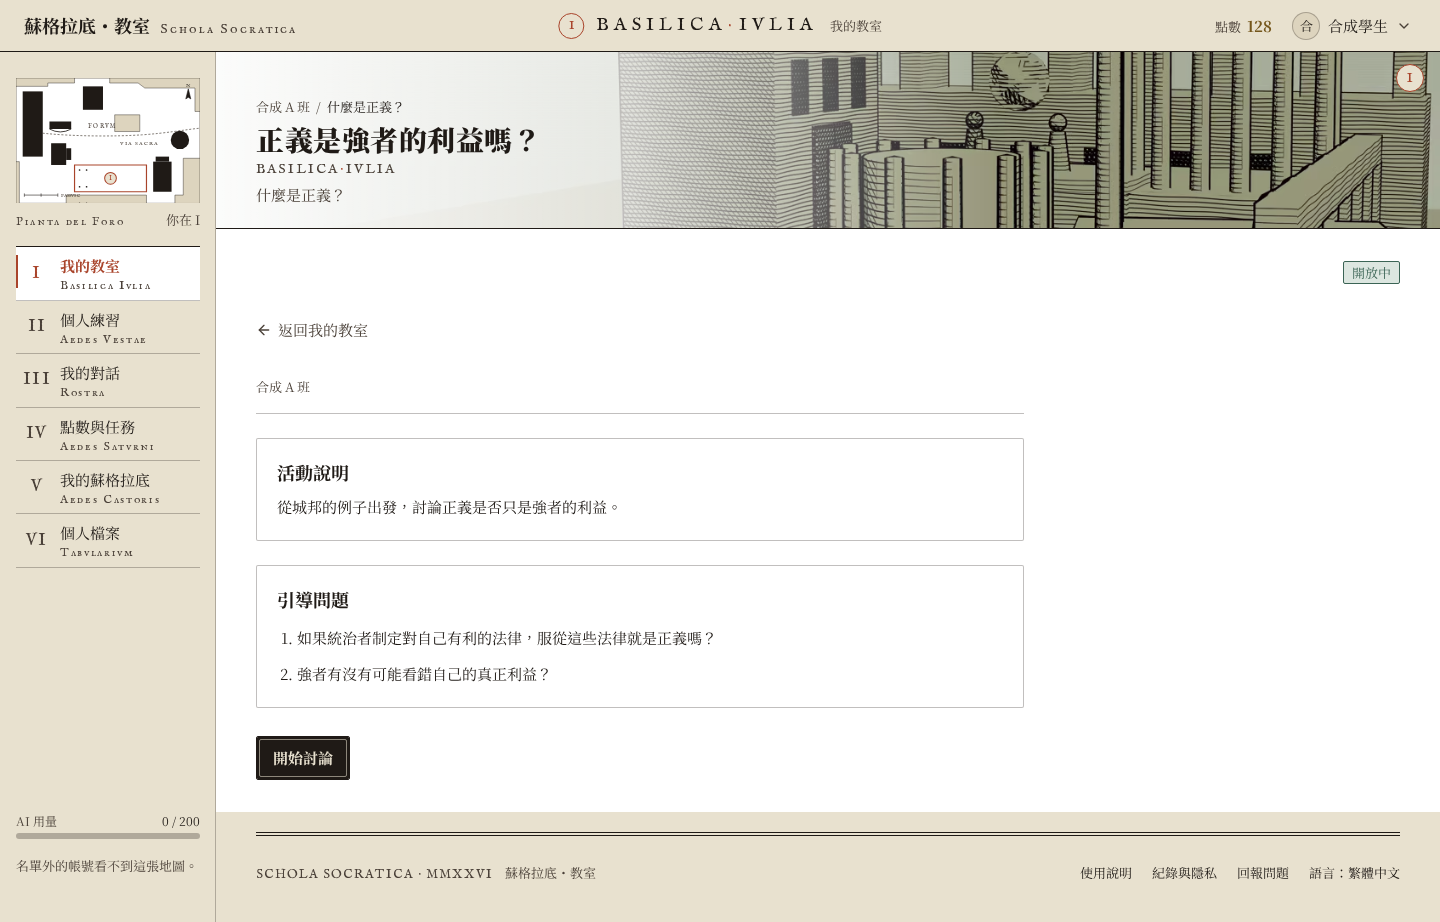 蘇格拉底・教室 Schola Socratica
I BASILICA·IVLIA 我的教室
點數 128 合 合成學生
FORVM
VIA SACRA
I
Pianta del Foro 你在 I
I 我的教室
Basilica Ivlia
II 個人練習
Aedes Vestae
III 我的對話
Rostra
IV 點數與任務
Aedes Satvrni
V 我的蘇格拉底
Aedes Castoris
VI 個人檔案
Tabvlarivm
AI 用量 0 / 200
名單外的帳號看不到這張地圖。
I
合成 A 班 / 什麼是正義？
正義是強者的利益嗎？
BASILICA·IVLIA
什麼是正義？
開放中
← 返回我的教室
合成 A 班
活動說明
從城邦的例子出發，討論正義是否只是強者的利益。
引導問題
1. 如果統治者制定對自己有利的法律，服從這些法律就是正義嗎？
2. 強者有沒有可能看錯自己的真正利益？
開始討論
SCHOLA SOCRATICA · MMXXVI 蘇格拉底・教室
使用說明 紀錄與隱私 回報問題 語言：繁體中文